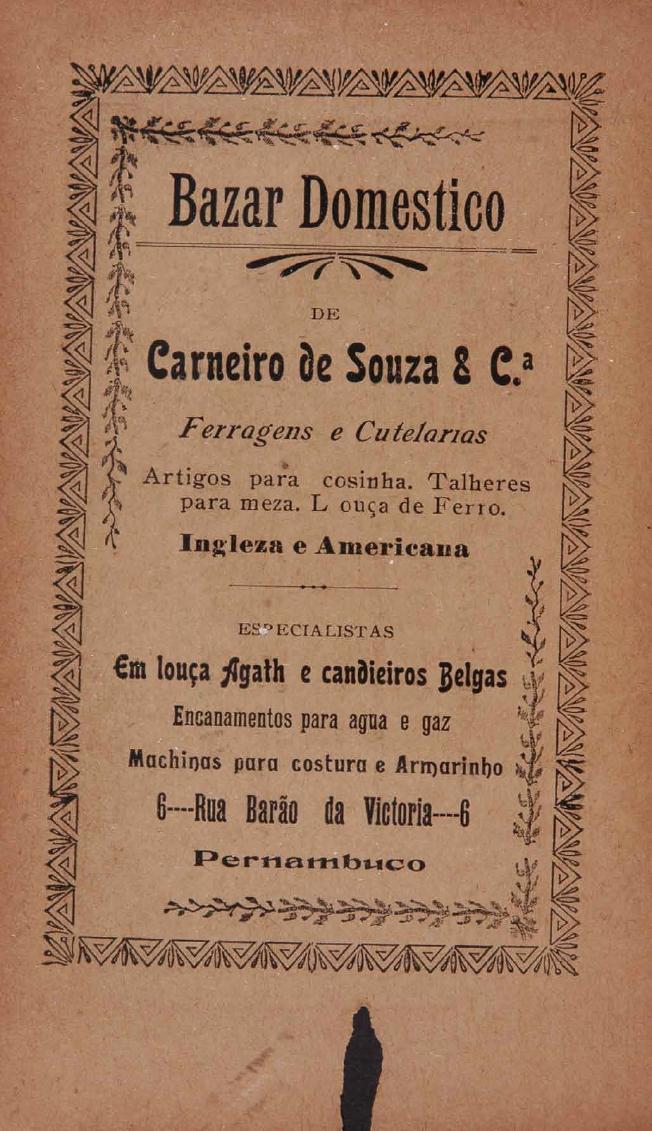 Bazar Domestico
DE
Carneiro de Souza & C.ª
Ferragens e Cutelarias
Artigos para cosinha. Talheres
para meza. L ouça de Ferro.
Ingleza e Americana
ESPECIALISTAS
Em louça Agath e candieiros Belgas
Encanamentos para agua e gaz
Machinas para costura e Armarinho
6----Rua Barão da Victoria----6
Pernambuco